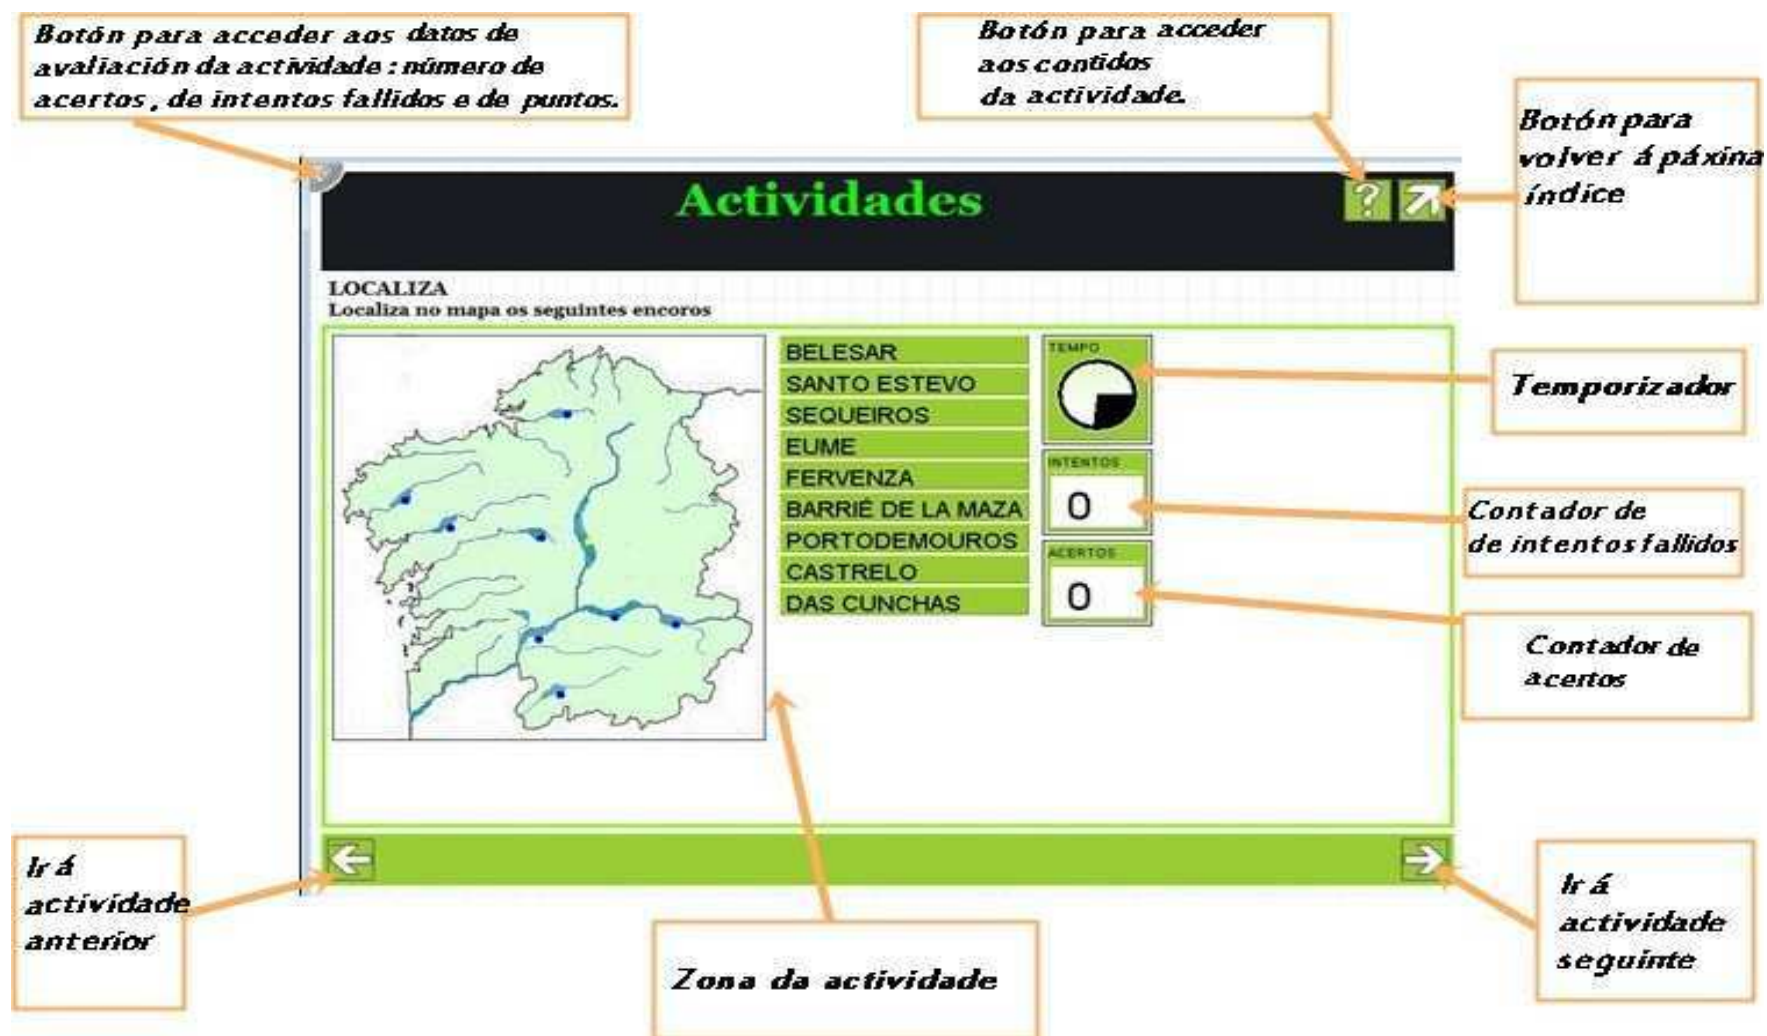 Botón para acceder aos datos de
avaliación da actividade : número de
acertos, de intentos fallidos e de puntos.
Botón para acceder
aos contidos
da actividade.
Botón para
volver á páxina
índice
Actividades
?
LOCALIZA
Localiza no mapa os seguintes encoros
BELESAR
SANTO ESTEVO
SEQUEIROS
EUME
FERVENZA
BARRIÉ DE LA MAZA
PORTODEMOUROS
CASTRELO
DAS CUNCHAS
TEMPO
INTENTOS
0
ACERTOS
0
Temporizador
Contador de
de intentos fallidos
Contador de
acertos
Ir á
actividade
anterior
Zona da actividade
Ir á
actividade
seguinte